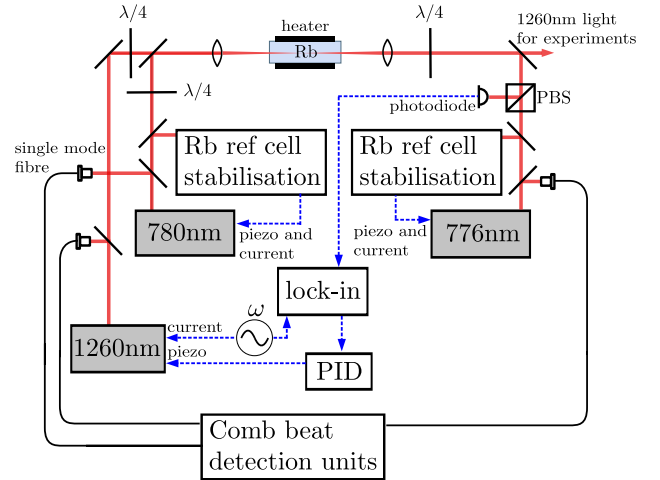 λ/4
heater
Rb
1260nm light
for experiments
λ/4
photodiode
PBS
single mode
fibre
Rb ref cell
stabilisation
Rb ref cell
stabilisation
780nm
piezo and
current
piezo and
current
776nm
lock-in
ω
current
piezo
1260nm
PID
Comb beat
detection units